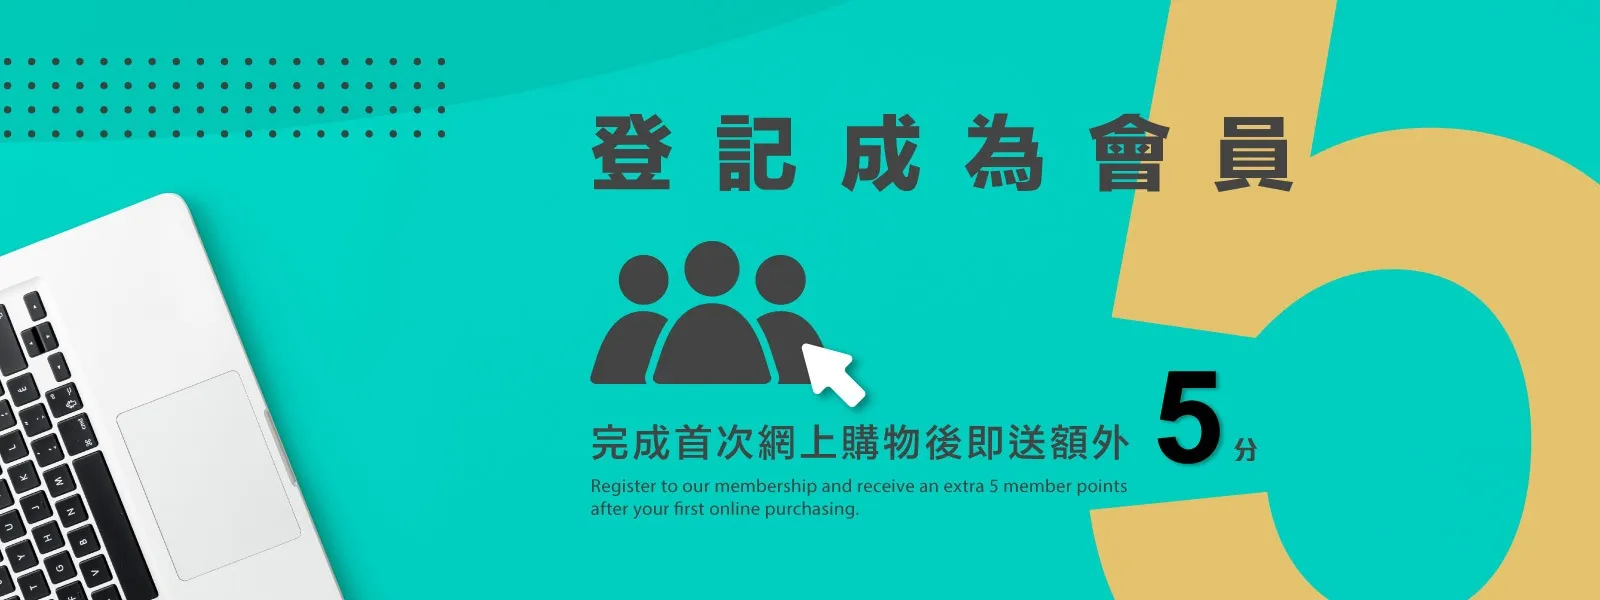 登記成為會員
完成首次網上購物後即送額外 5 分
Register to our membership and receive an extra 5 member points
after your first online purchasing.
5